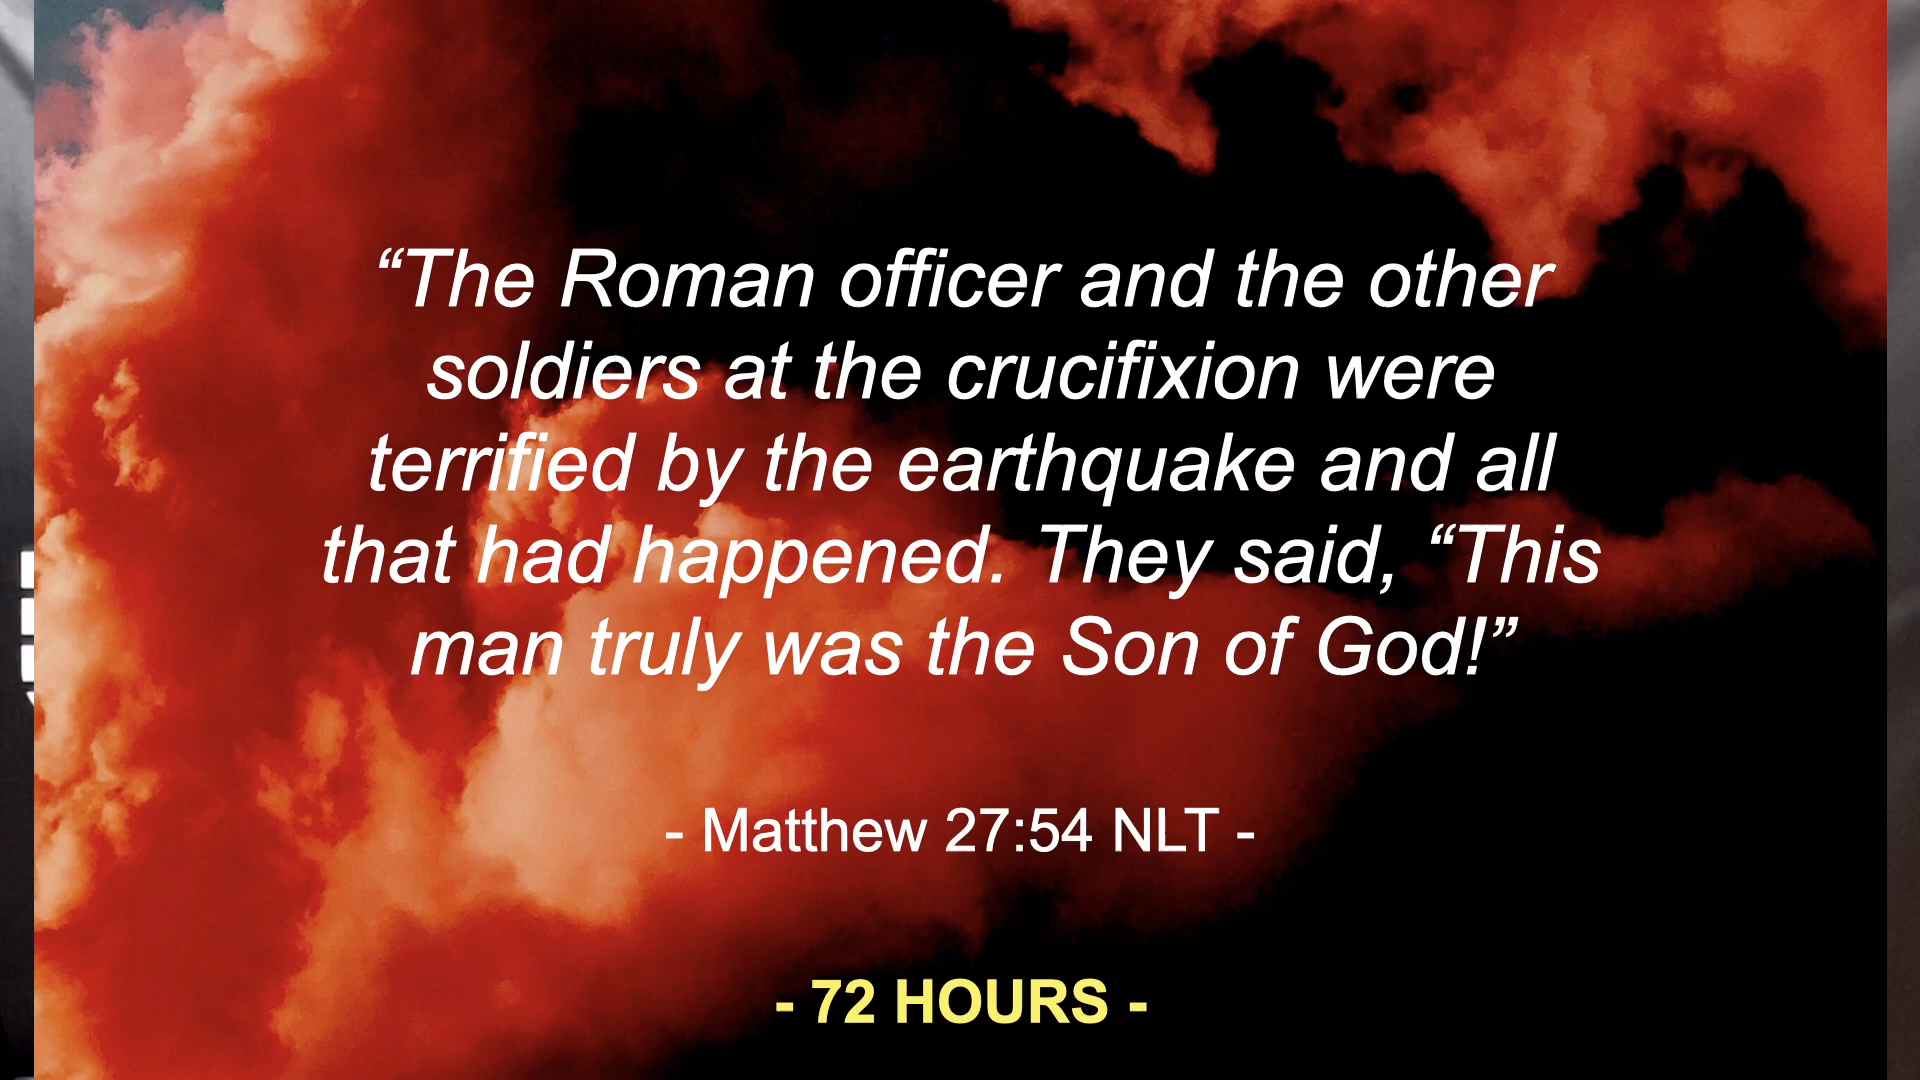 “The Roman officer and the other
soldiers at the crucifixion were
terrified by the earthquake and all
that had happened. They said, “This
man truly was the Son of God!”
- Matthew 27:54 NLT -
- 72 HOURS -